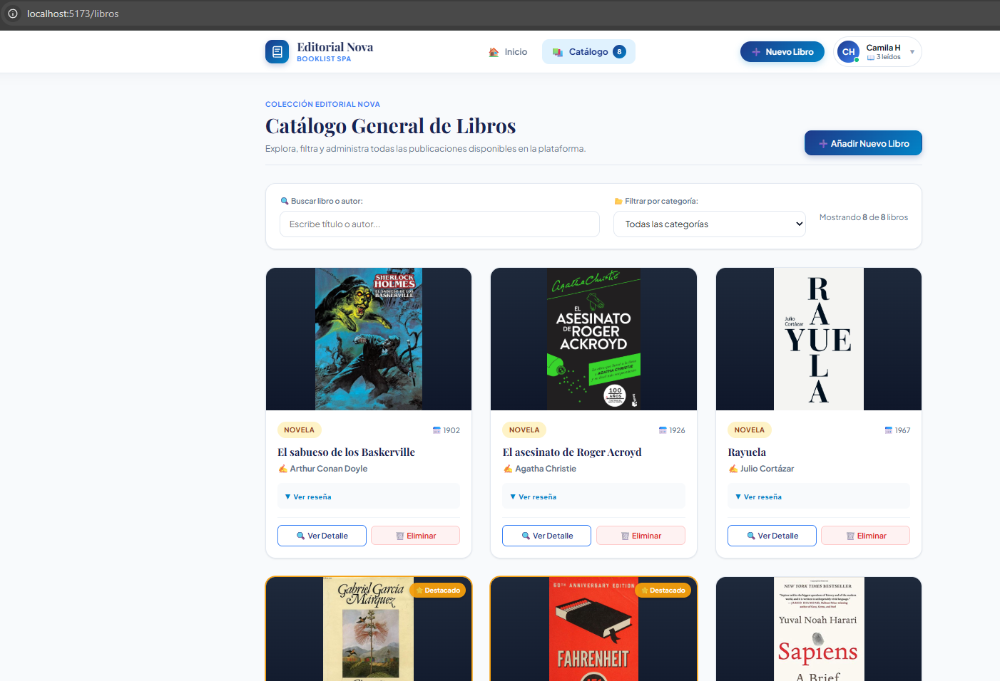 localhost:5173/libros
Editorial Nova
BOOKLIST SPA
Inicio
Catálogo 8
Nuevo Libro
CH
Camila H
3 leídos
COLECCIÓN EDITORIAL NOVA
Catálogo General de Libros
Explora, filtra y administra todas las publicaciones disponibles en la plataforma.
Añadir Nuevo Libro
Buscar libro o autor:
Escribe título o autor...
Filtrar por categoría:
Todas las categorías
Mostrando 8 de 8 libros
SHERLOCK
HOLMES
EL SABUESO DE LOS
BASKERVILLE
NOVELA
1902
El sabueso de los Baskerville
Arthur Conan Doyle
▼ Ver reseña
Ver Detalle
Eliminar
Agatha Christie
EL
ASESINATO
DE ROGER
ACKROYD
100
AÑOS
NOVELA
1926
El asesinato de Roger Acroyd
Agatha Christie
▼ Ver reseña
Ver Detalle
Eliminar
Julio
Cortázar
R
A
YUE
L
A
NOVELA
1967
Rayuela
Julio Cortázar
▼ Ver reseña
Ver Detalle
Eliminar
Gabriel García
Márquez
Destacado
60TH ANNIVERSARY EDITION
Destacado
FAHRENHEIT
451
NEW YORK TIMES BESTSELLER
Yuval Noah Harari
Sapiens
A Brief